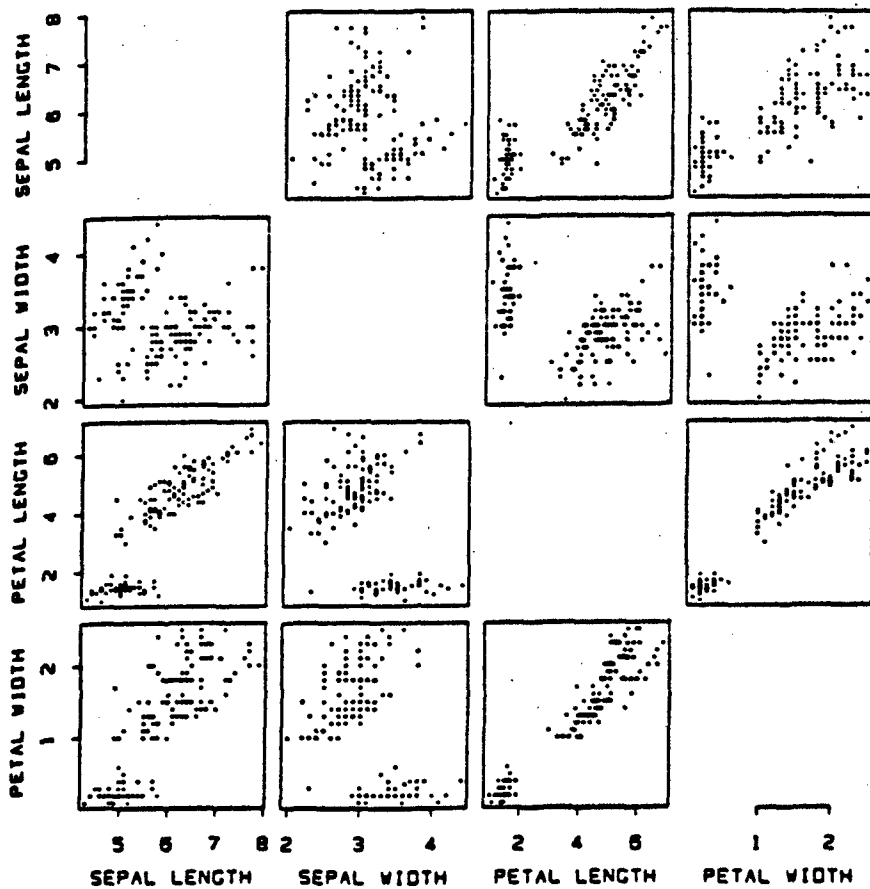 SEPAL LENGTH
8
7
6
5
SEPAL WIDTH
4
3
2
PETAL LENGTH
6
4
2
PETAL WIDTH
2
1
5 6 7 8 2 3 4 2 4 6 1 2
SEPAL LENGTH SEPAL WIDTH PETAL LENGTH PETAL WIDTH